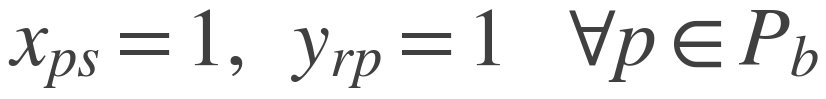 x_{ps} = 1, y_{rp} = 1 ∀p ∈ P_b